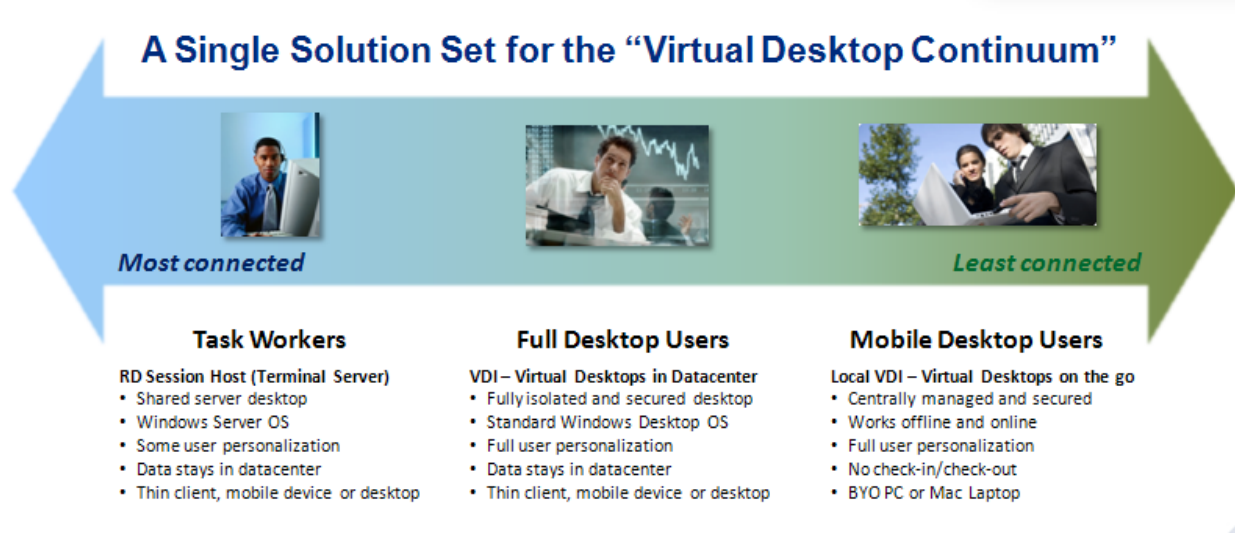 A Single Solution Set for the “Virtual Desktop Continuum”
Most connected
Least connected
Task Workers
RD Session Host (Terminal Server)
• Shared server desktop
• Windows Server OS
• Some user personalization
• Data stays in datacenter
• Thin client, mobile device or desktop
Full Desktop Users
VDI – Virtual Desktops in Datacenter
• Fully isolated and secured desktop
• Standard Windows Desktop OS
• Full user personalization
• Data stays in datacenter
• Thin client, mobile device or desktop
Mobile Desktop Users
Local VDI – Virtual Desktops on the go
• Centrally managed and secured
• Works offline and online
• Full user personalization
• No check-in/check-out
• BYO PC or Mac Laptop